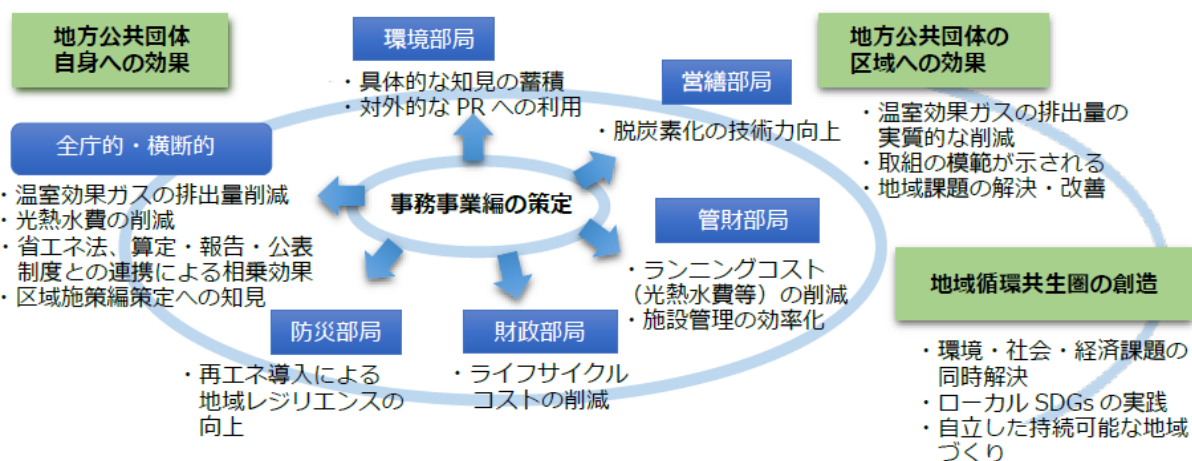 地方公共団体
自身への効果
環境部局
・具体的な知見の蓄積
・対外的な PR への利用
営繕部局
・脱炭素化の技術力向上
地方公共団体の
区域への効果
・温室効果ガスの排出量の
実質的な削減
・取組の模範が示される
・地域課題の解決・改善
全庁的・横断的
・温室効果ガスの排出量削減
・光熱水費の削減
・省エネ法、算定・報告・公表
制度との連携による相乗効果
・区域施策編策定への知見
事務事業編の策定
管財部局
・ランニングコスト
（光熱水費等）の削減
・施設管理の効率化
防災部局
・再エネ導入による
地域レジリエンスの
向上
財政部局
・ライフサイクル
コストの削減
地域循環共生圏の創造
・環境・社会・経済課題の
同時解決
・ローカル SDGs の実践
・自立した持続可能な地域
づくり